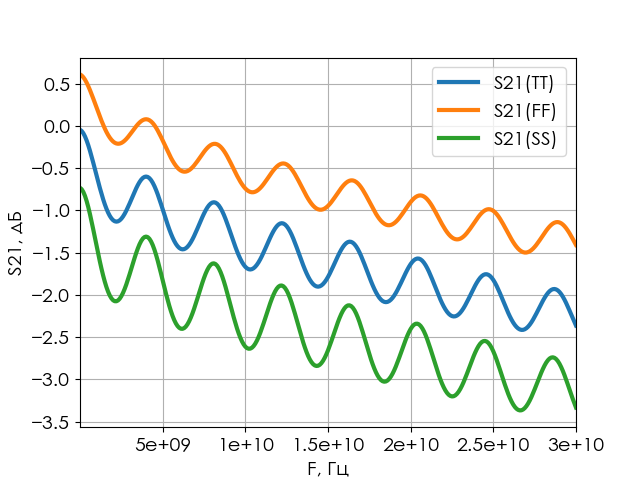 S21, дБ
0.5
0.0
−0.5
−1.0
−1.5
−2.0
−2.5
−3.0
−3.5
S21(TT)
S21(FF)
S21(SS)
5e+09
1e+10
1.5e+10
2e+10
2.5e+10
3e+10
F, Гц